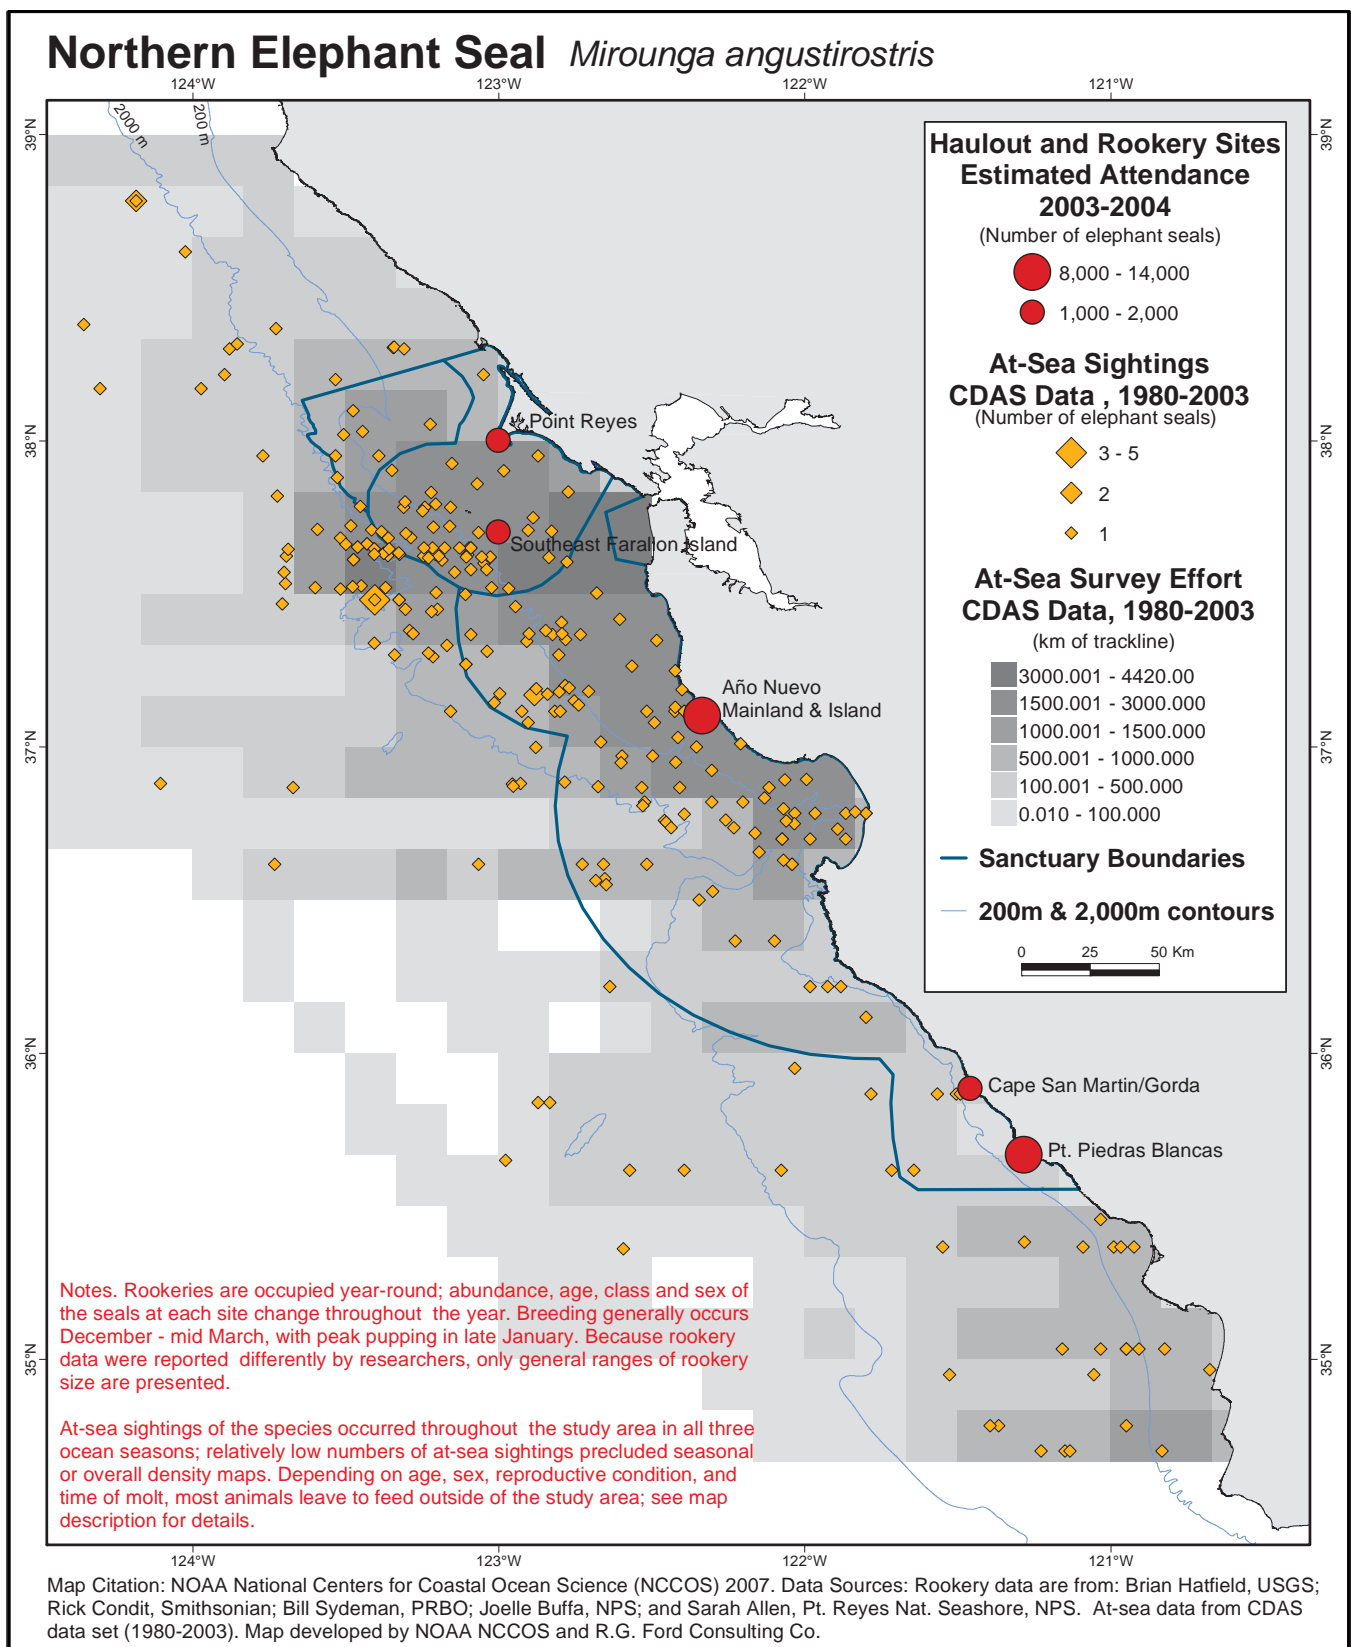 Northern Elephant Seal Mirounga angustirostris
124°W 123°W 122°W 121°W
2000 m 200 m
39°N 39°N
Haulout and Rookery Sites
Estimated Attendance
2003-2004
(Number of elephant seals)
8,000 - 14,000
1,000 - 2,000
At-Sea Sightings
CDAS Data , 1980-2003
(Number of elephant seals)
3 - 5
2
1
At-Sea Survey Effort
CDAS Data, 1980-2003
(km of trackline)
3000.001 - 4420.00
1500.001 - 3000.000
1000.001 - 1500.000
500.001 - 1000.000
100.001 - 500.000
0.010 - 100.000
Sanctuary Boundaries
200m & 2,000m contours
0 25 50 Km
38°N 38°N
Point Reyes
Southeast Farallon Island
Año Nuevo
Mainland & Island
37°N 37°N
36°N 36°N
Cape San Martin/Gorda
Pt. Piedras Blancas
35°N 35°N
Notes. Rookeries are occupied year-round; abundance, age, class and sex of
the seals at each site change throughout the year. Breeding generally occurs
December - mid March, with peak pupping in late January. Because rookery
data were reported differently by researchers, only general ranges of rookery
size are presented.
At-sea sightings of the species occurred throughout the study area in all three
ocean seasons; relatively low numbers of at-sea sightings precluded seasonal
or overall density maps. Depending on age, sex, reproductive condition, and
time of molt, most animals leave to feed outside of the study area; see map
description for details.
124°W 123°W 122°W 121°W
Map Citation: NOAA National Centers for Coastal Ocean Science (NCCOS) 2007. Data Sources: Rookery data are from: Brian Hatfield, USGS;
Rick Condit, Smithsonian; Bill Sydeman, PRBO; Joelle Buffa, NPS; and Sarah Allen, Pt. Reyes Nat. Seashore, NPS. At-sea data from CDAS
data set (1980-2003). Map developed by NOAA NCCOS and R.G. Ford Consulting Co.